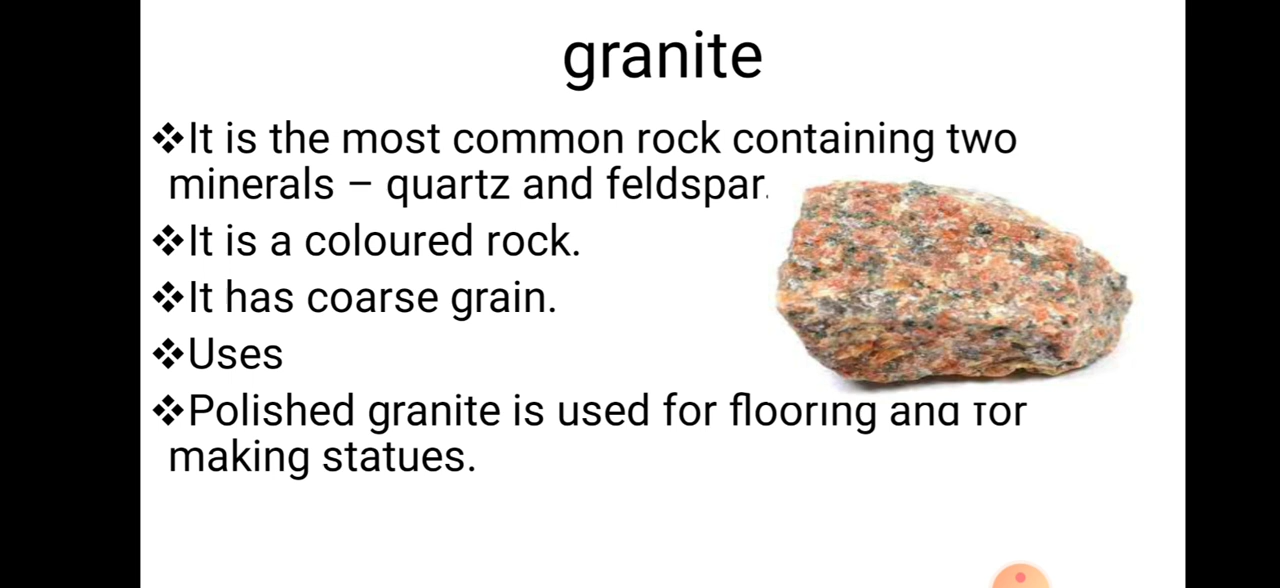 granite
❖It is the most common rock containing two
minerals – quartz and feldspar.
❖It is a coloured rock.
❖It has coarse grain.
❖Uses
❖Polished granite is used for flooring and for
making statues.